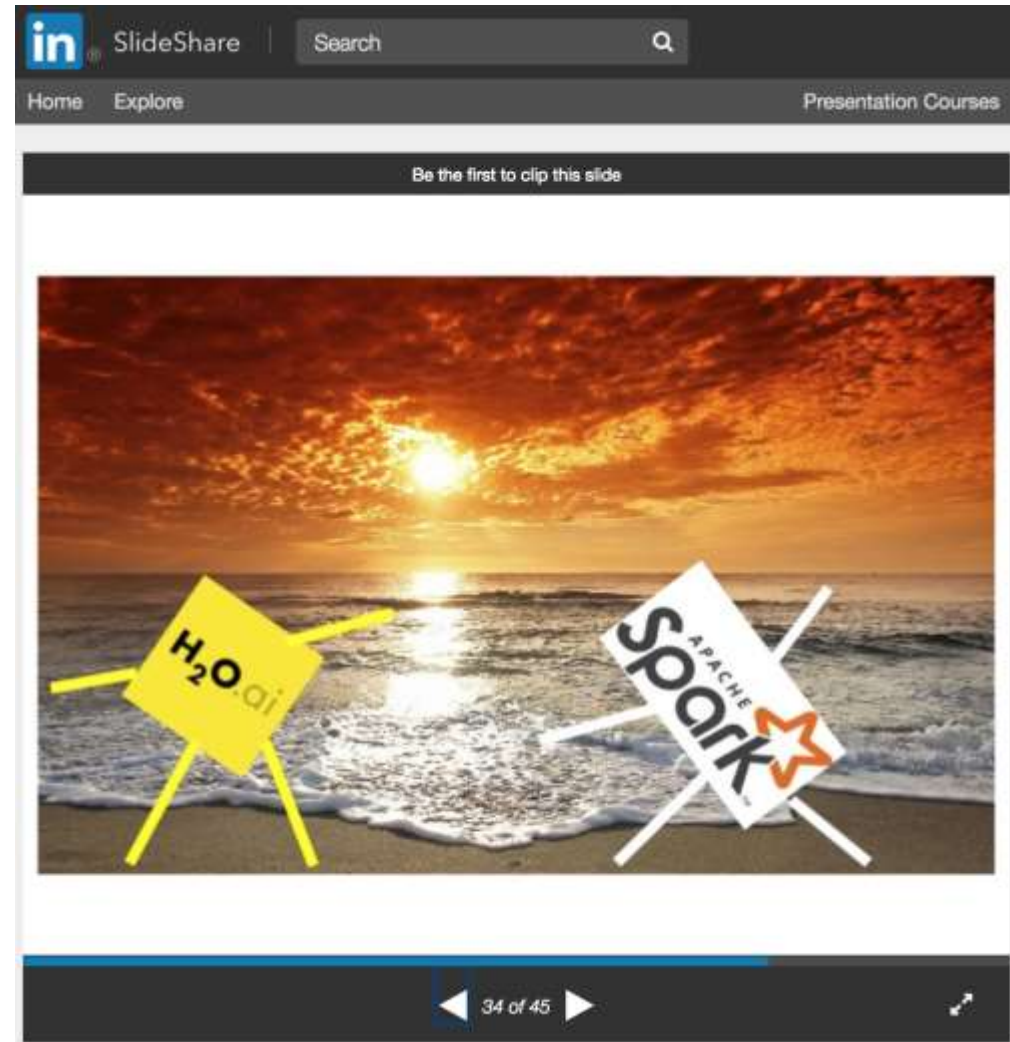 in ® SlideShare Search
Home Explore Presentation Courses
Be the first to clip this slide
H2O.ai
APACHE
Spark™
34 of 45